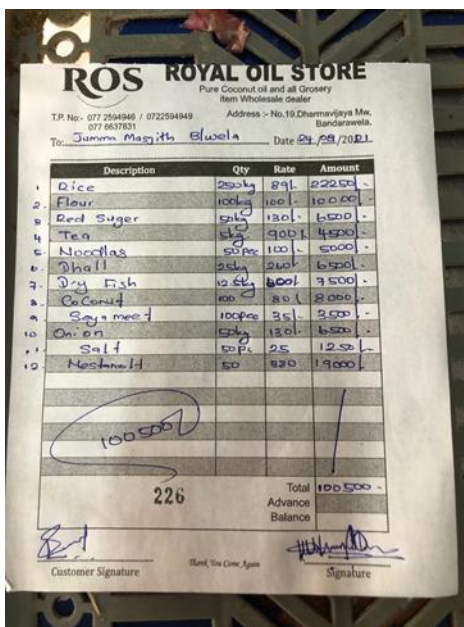 ROS ROYAL OIL STORE
Pure Coconut oil and all Grosery
item Wholesale dealer
T.P. No:- 077 2594946 / 0722594949 Address :- No.19,Dharmavijaya Mw,
077 6637831 Bandarawela.
To: Jumma Masjith B/wela Date 24/09/2021
Description Qty Rate Amount
1 Rice 250kg 89/- 22250/-
2. Flour 100kg 100/- 10000/-
3 Red Suger 50kg 130/- 6500/-
4 Tea 5kg 900/- 4500/-
5. Noodlas 50pec 100/- 5000/-
6. Dhall 25kg 260/- 6500/-
7. Dry Fish 12.5kg 600/- 7500/-
8. CoConut 100 80/- 8000/-
9 Soya meet 100pec 35/- 3500/-
10 Onion 50kg 130/- 6500/-
11 Salt 50pc 25 1250/-
12 50 380 19000/-
100500/
Total 100500-
226
Advance
Balance
Customer Signature Thank You Come Again Signature